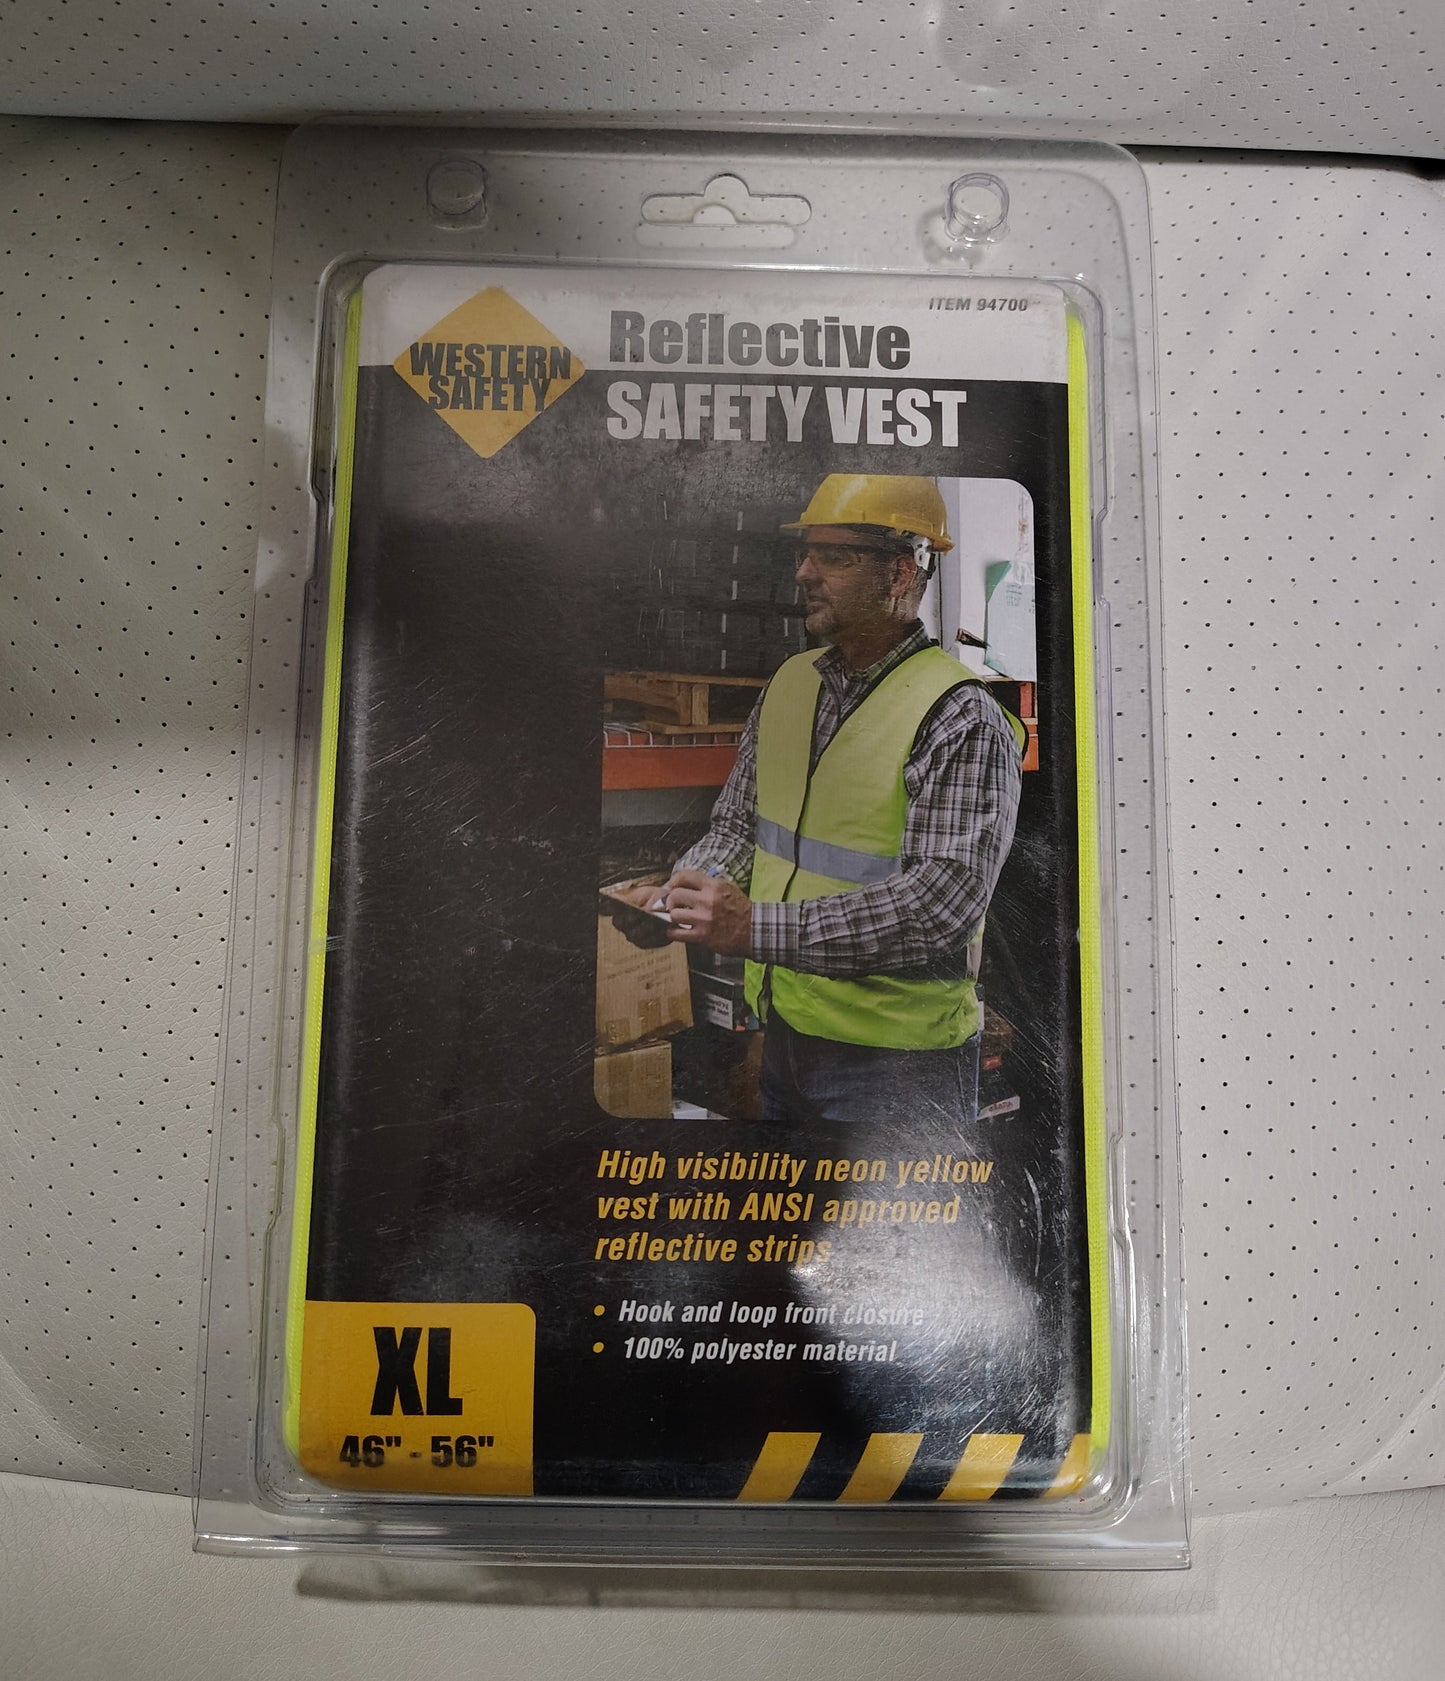 ITEM 94700
WESTERN
SAFETY
Reflective
SAFETY VEST
High visibility neon yellow
vest with ANSI approved
reflective strips
• Hook and loop front closure
• 100% polyester material
XL
46" - 56"